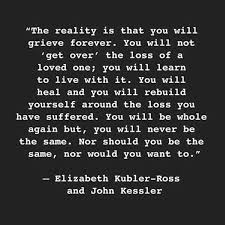 “The reality is that you will
grieve forever. You will not
‘get over’ the loss of a
loved one; you will learn
to live with it. You will
heal and you will rebuild
yourself around the loss you
have suffered. You will be whole
again but, you will never be
the same. Nor should you be the
same, nor would you want to.”
— Elizabeth Kubler-Ross
and John Kessler